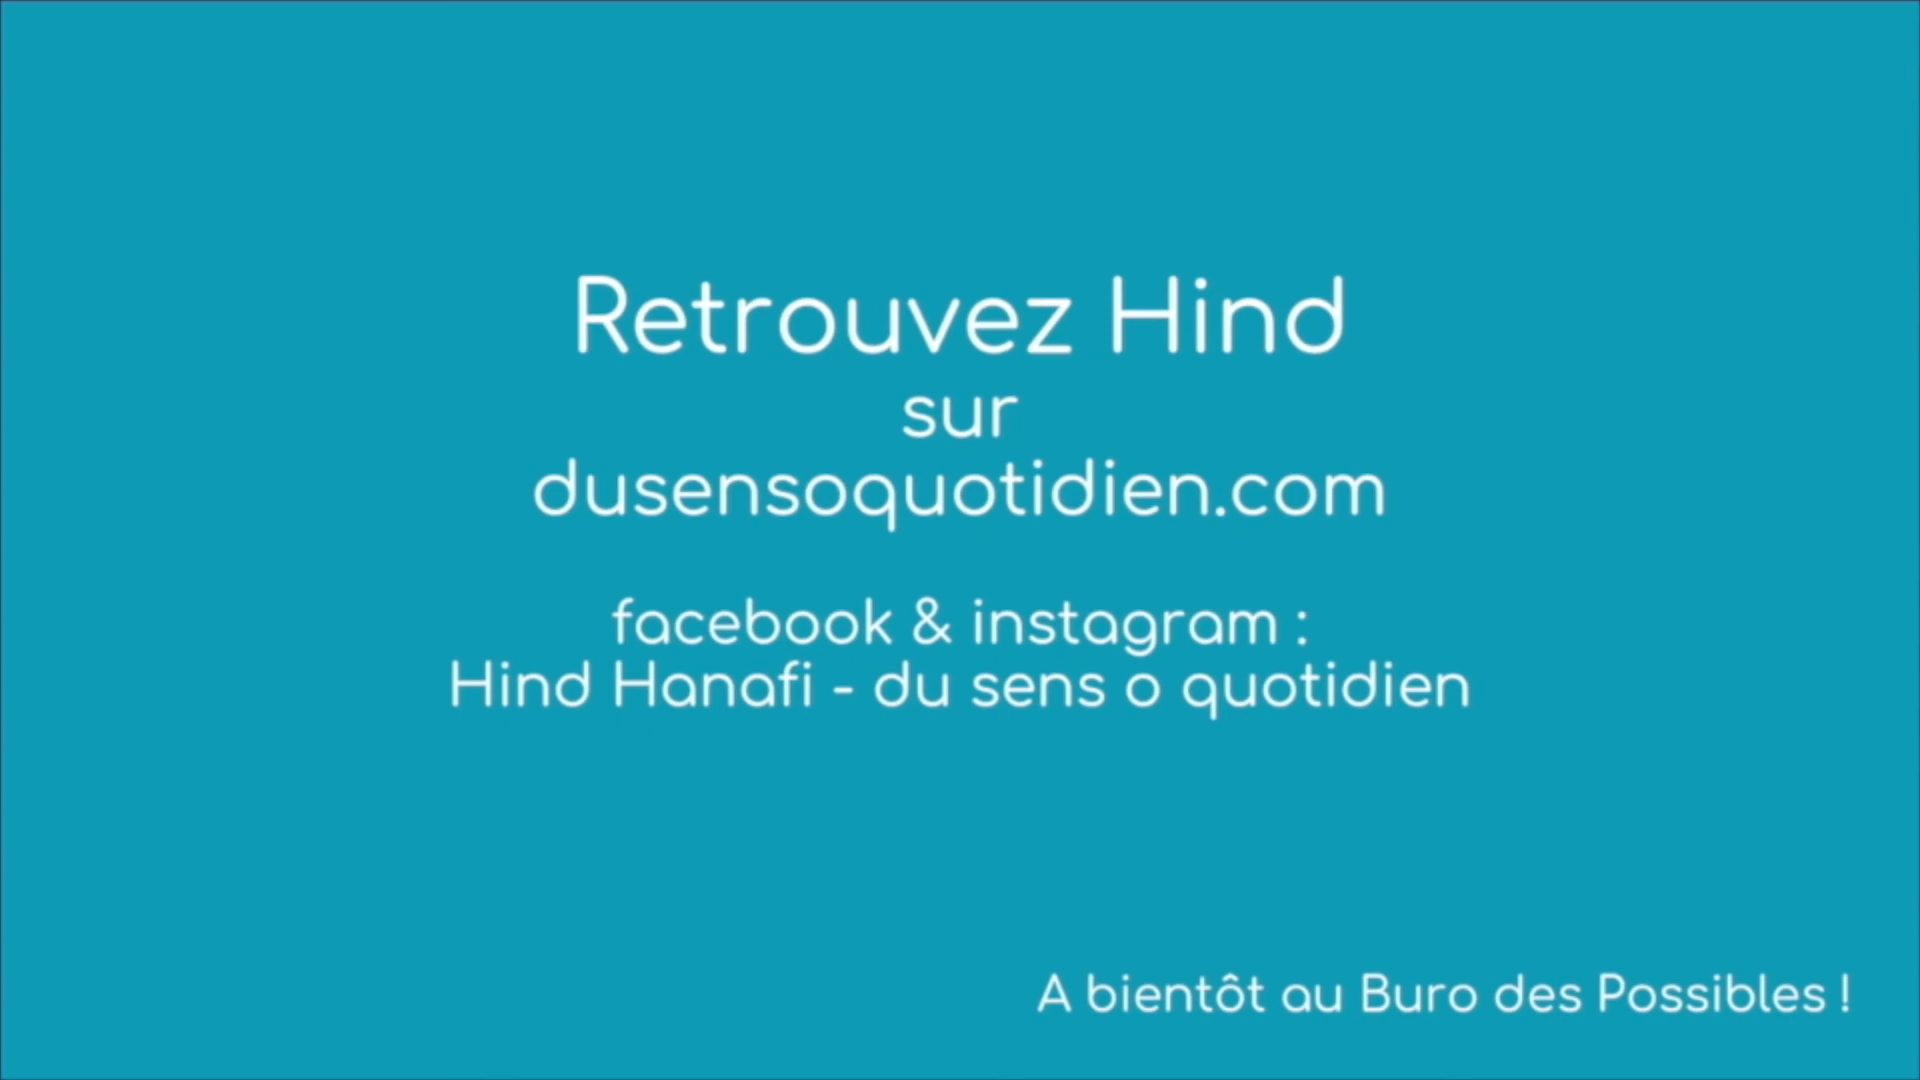 Retrouvez Hind
sur
dusensoquotidien.com
facebook & instagram :
Hind Hanafi - du sens o quotidien
A bientôt au Buro des Possibles !